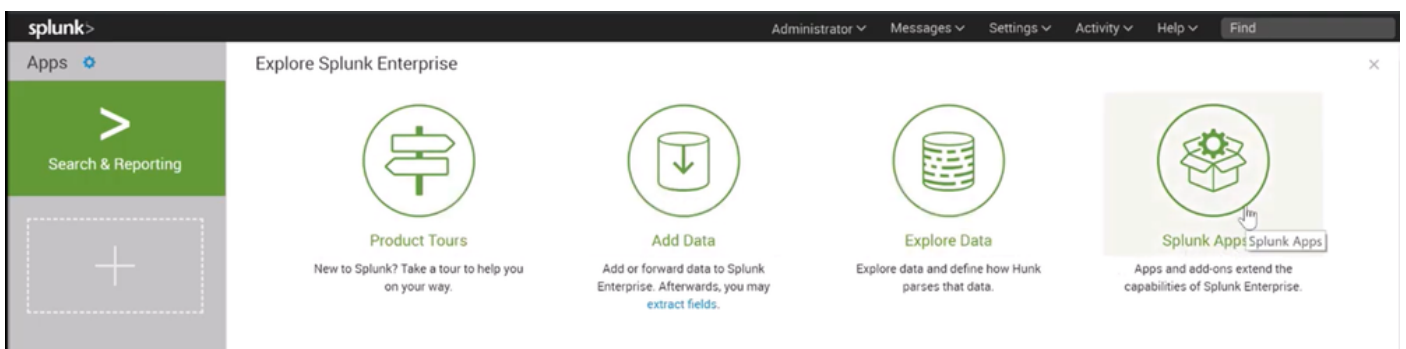 splunk>
Administrator Messages Settings Activity Help Find
Apps
Explore Splunk Enterprise
>
Search & Reporting
Product Tours
New to Splunk? Take a tour to help you
on your way.
Add Data
Add or forward data to Splunk
Enterprise. Afterwards, you may
extract fields.
Explore Data
Explore data and define how Hunk
parses that data.
Splunk Apps
Splunk Apps
Apps and add-ons extend the
capabilities of Splunk Enterprise.